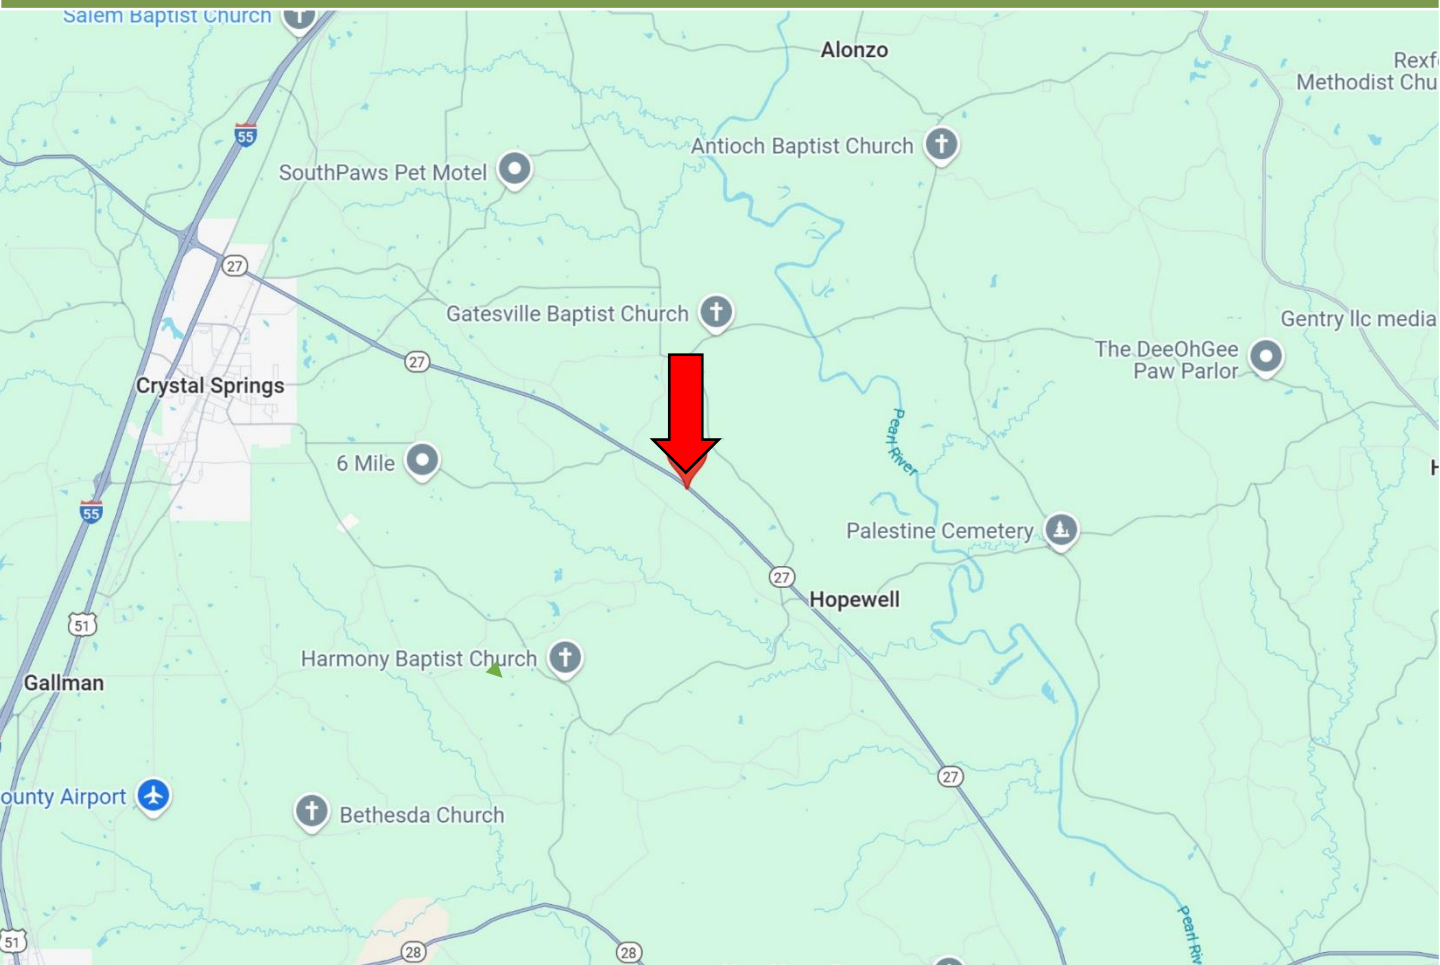 Salem Baptist Church
Alonzo
Rexf
Methodist Chu
55
Antioch Baptist Church
SouthPaws Pet Motel
27
Gatesville Baptist Church
Gentry llc media
The DeeOhGee
Paw Parlor
27
Crystal Springs
Pearl River
6 Mile
H
55
Palestine Cemetery
27
Hopewell
51
Harmony Baptist Church
Gallman
27
ounty Airport
Bethesda Church
Pearl Riv
51
28
28